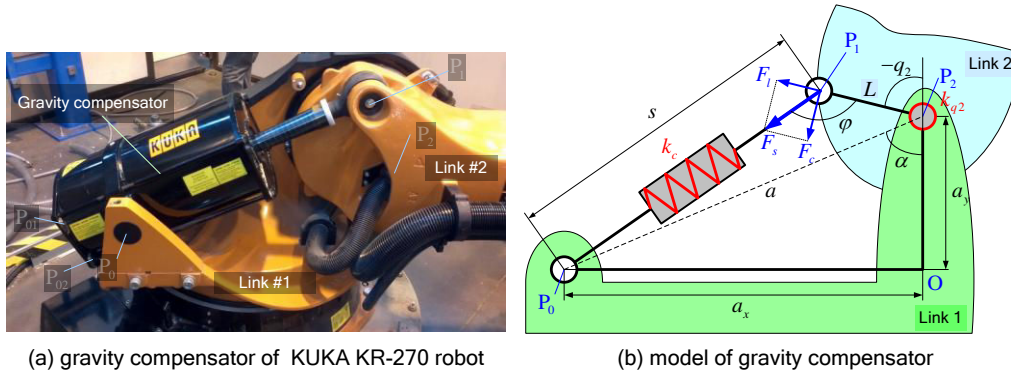 Gravity compensator
KUKA
P1
P2
Link #2
P01
P0
P02
Link #1
(a) gravity compensator of KUKA KR-270 robot
P1
Fl
−q2
P2
Link 2
L
kq2
s
φ
Fs
Fc
kc
α
a
ay
P0
O
ax
Link 1
(b) model of gravity compensator